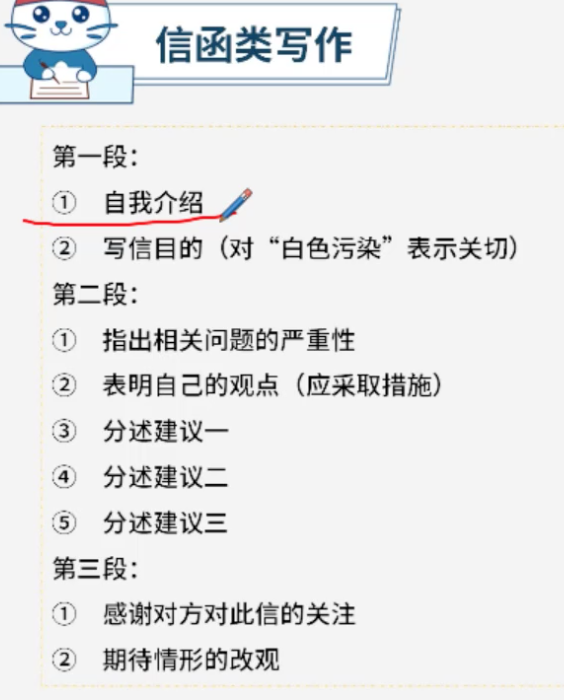 信函类写作
第一段：
① 自我介绍
② 写信目的（对“白色污染”表示关切）
第二段：
① 指出相关问题的严重性
② 表明自己的观点（应采取措施）
③ 分述建议一
④ 分述建议二
⑤ 分述建议三
第三段：
① 感谢对方对此信的关注
② 期待情形的改观